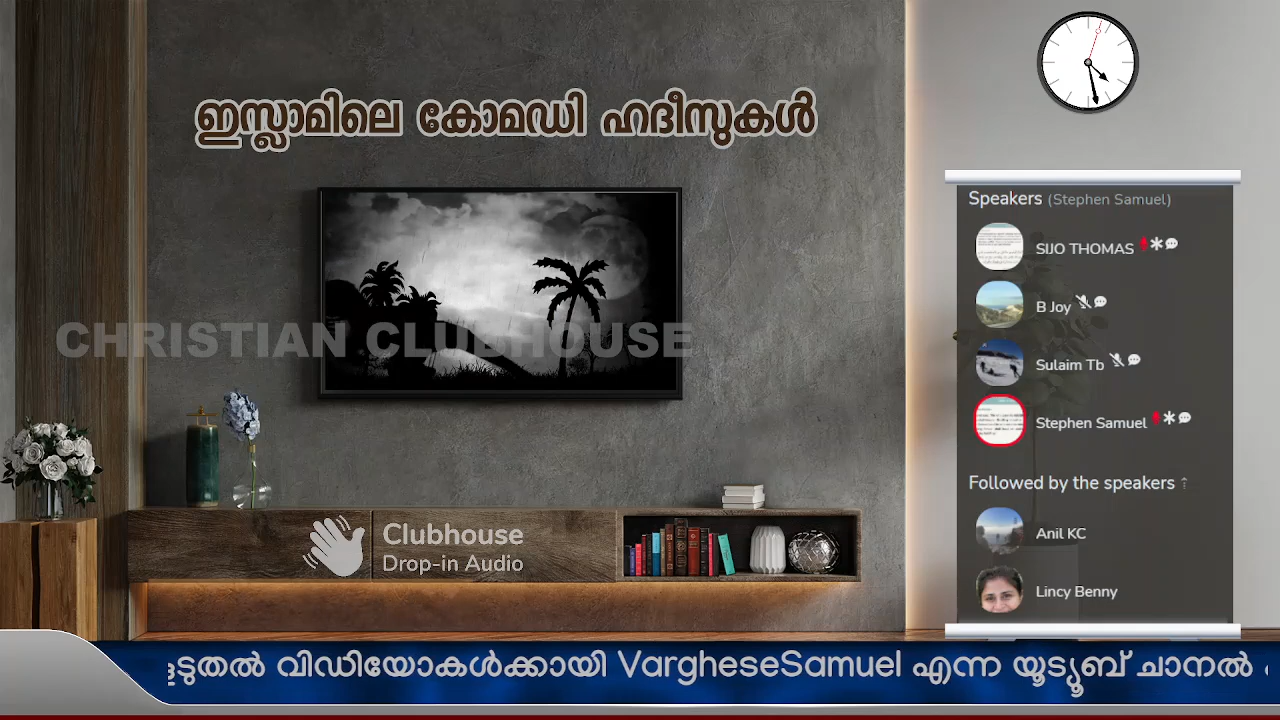 ഇസ്ലാമിലെ കോമഡി ഹദീസുകൾ
CHRISTIAN CLUBHOUSE
Clubhouse
Drop-in Audio
Speakers (Stephen Samuel)
SIJO THOMAS
B Joy
Sulaim Tb
Stephen Samuel
Followed by the speakers
Anil KC
Lincy Benny
വിഡിയോകൾക്കായി VargheseSamuel എന്ന യൂട്യൂബ് ചാനൽ